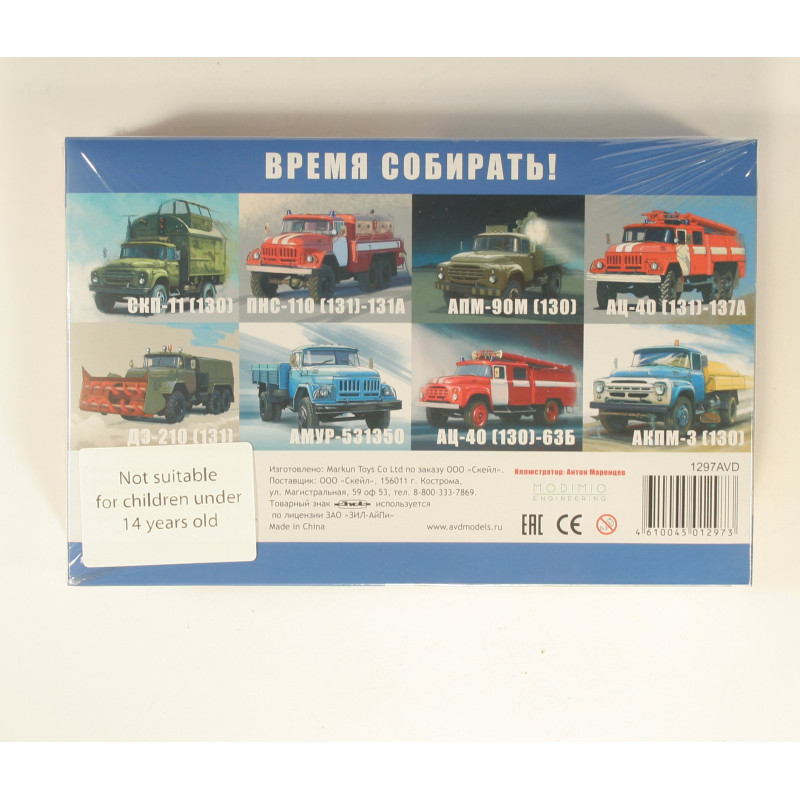 ВРЕМЯ СОБИРАТЬ!
СКП-11 (130)
ПНС-110 (131)-131А
АПМ-90М (130)
АЦ-40 (131)-137А
ДЭ-210 (131)
АМУР-531350
АЦ-40 (130)-63Б
АКПМ-3 (130)
Not suitable
for children under
14 years old
Изготовлено: Markun Toys Co Ltd по заказу ООО «Скейл».
Поставщик: ООО «Скейл», 156011 г. Кострома,
ул. Магистральная, 59 оф 53, тел. 8-800-333-7869.
Товарный знак ЗИЛ используется
по лицензии ЗАО «ЗИЛ-АйПи»
Made in China
Иллюстратор: Антон Маренцев
MODIMIO
ENGINEERING
www.avdmodels.ru
EAC CE 0-3
1297AVD
4 610045 012973